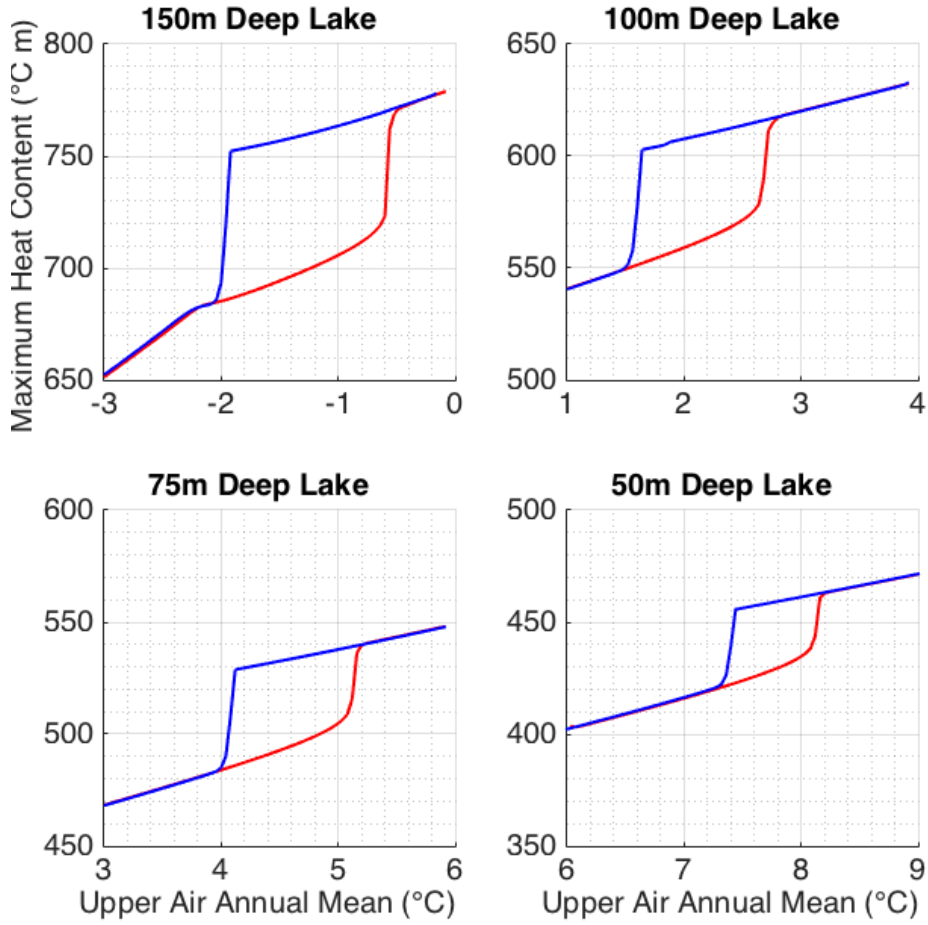 150m Deep Lake
Maximum Heat Content (°C m)
800
750
700
650
-3 -2 -1 0
100m Deep Lake
650
600
550
500
1 2 3 4
75m Deep Lake
600
550
500
450
3 4 5 6
Upper Air Annual Mean (°C)
50m Deep Lake
500
450
400
350
6 7 8 9
Upper Air Annual Mean (°C)